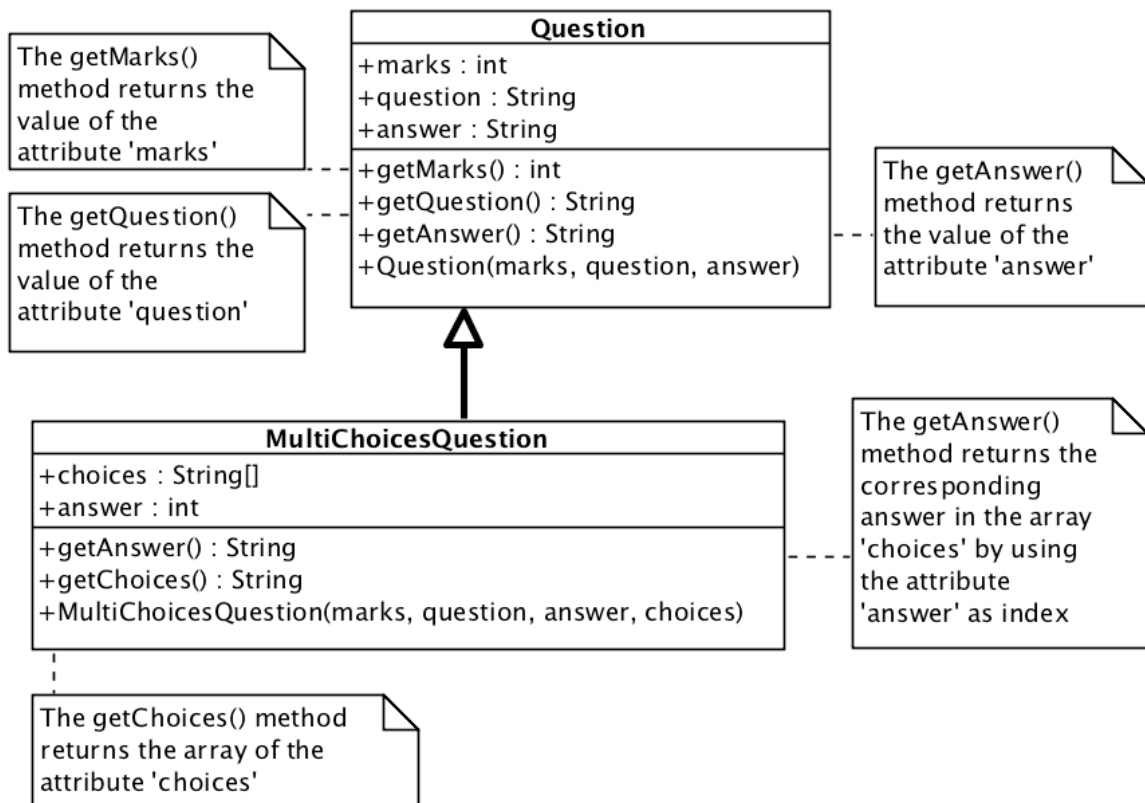 Question
+marks : int
+question : String
+answer : String
+getMarks() : int
+getQuestion() : String
+getAnswer() : String
+Question(marks, question, answer)
The getMarks()
method returns the
value of the
attribute 'marks'
The getQuestion()
method returns the
value of the
attribute 'question'
The getAnswer()
method returns
the value of the
attribute 'answer'
MultiChoicesQuestion
+choices : String[]
+answer : int
+getAnswer() : String
+getChoices() : String
+MultiChoicesQuestion(marks, question, answer, choices)
The getAnswer()
method returns the
corresponding
answer in the array
'choices' by using
the attribute
'answer' as index
The getChoices() method
returns the array of the
attribute 'choices'